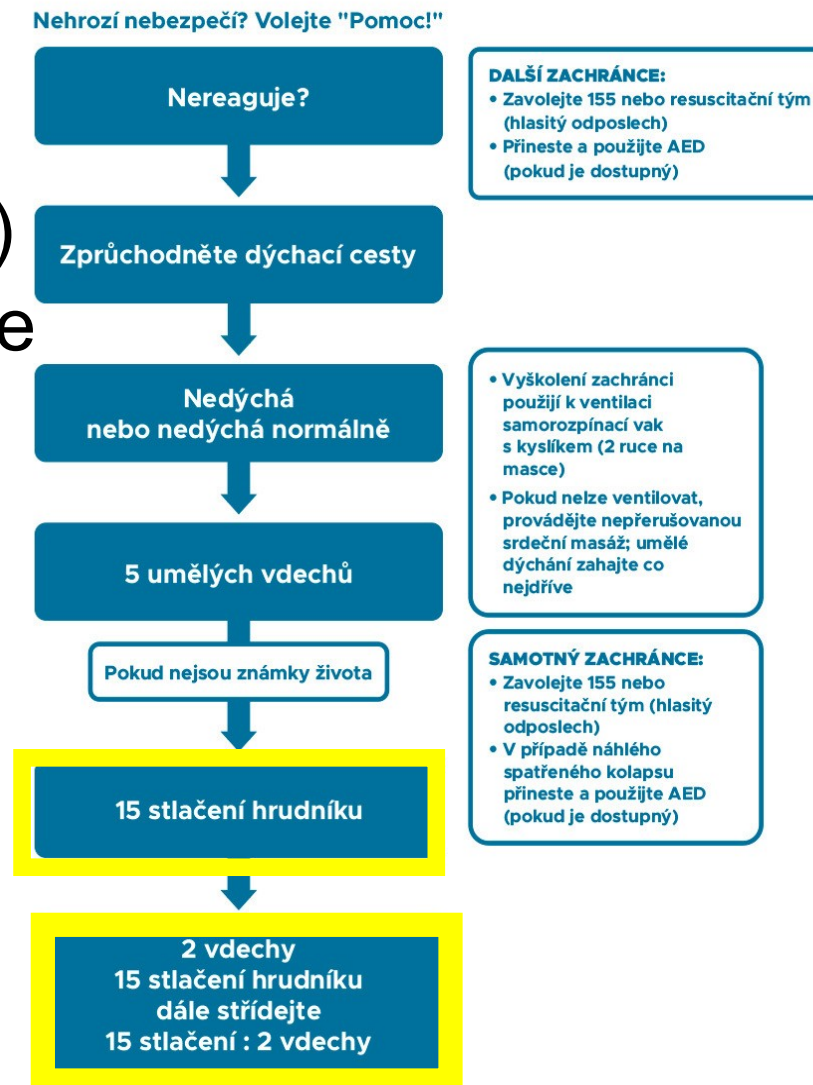 Nehrozí nebezpečí? Volejte "Pomoc!"
Nereaguje?
DALŠÍ ZACHRÁNCE:
• Zavolejte 155 nebo resuscitační tým
(hlasitý odposlech)
• Přineste a použijte AED
(pokud je dostupný)
)
Zprůchodněte dýchací cesty
e
Nedýchá
nebo nedýchá normálně
• Vyškolení zachránci
použijí k ventilaci
samorozpínací vak
s kyslíkem (2 ruce na
masce)
• Pokud nelze ventilovat,
provádějte nepřerušovanou
srdeční masáž; umělé
dýchání zahajte co
nejdříve
5 umělých vdechů
Pokud nejsou známky života
SAMOTNÝ ZACHRÁNCE:
• Zavolejte 155 nebo
resuscitační tým (hlasitý
odposlech)
• V případě náhlého
spatřeného kolapsu
přineste a použijte AED
(pokud je dostupný)
15 stlačení hrudníku
2 vdechy
15 stlačení hrudníku
dále střídejte
15 stlačení : 2 vdechy